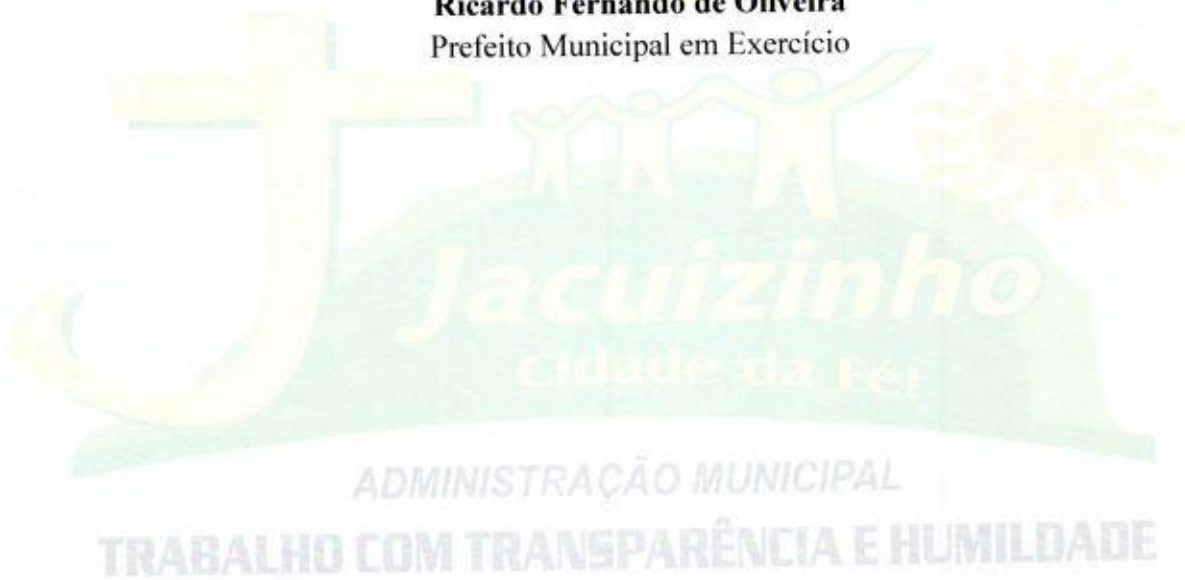 Ricardo Fernando de Oliveira
Prefeito Municipal em Exercício
Jacuizinho
Cidade da Fé!
ADMINISTRAÇÃO MUNICIPAL
TRABALHO COM TRANSPARÊNCIA E HUMILDADE